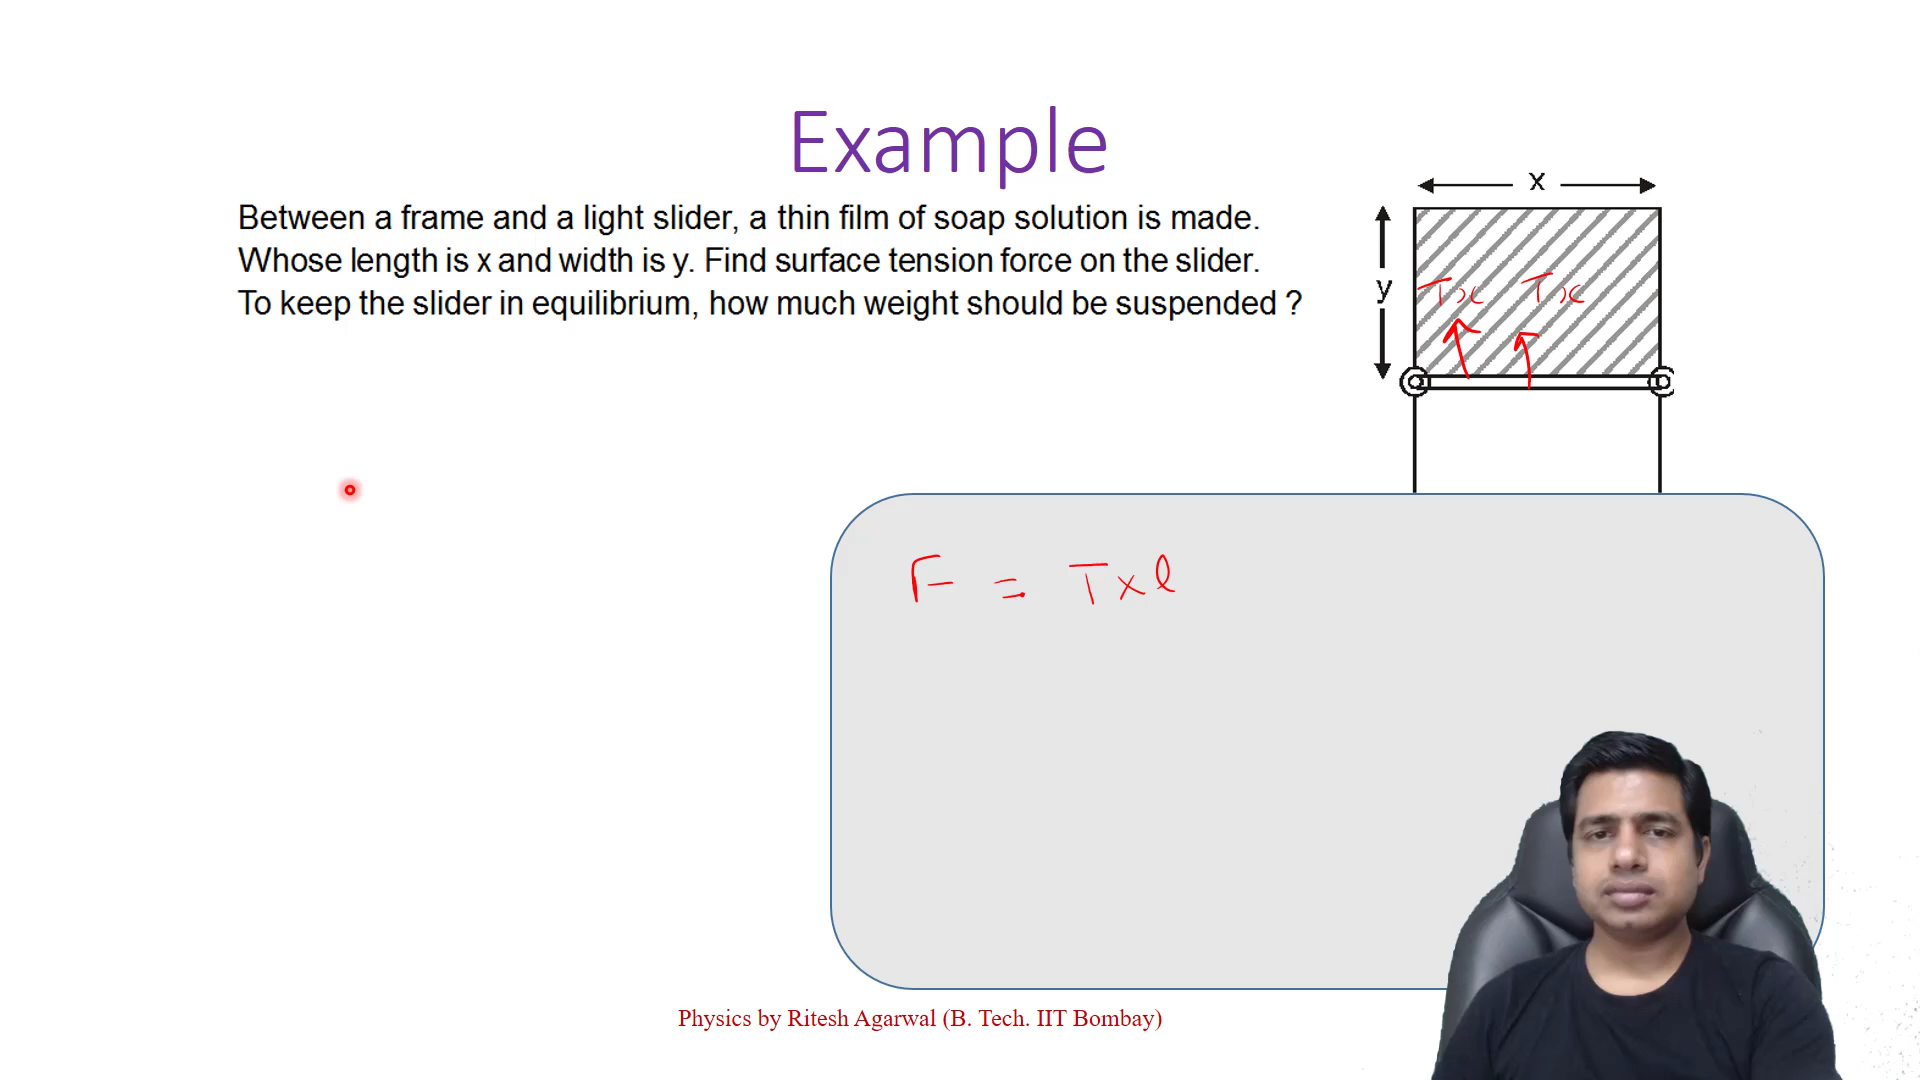 Example
Between a frame and a light slider, a thin film of soap solution is made.
Whose length is x and width is y. Find surface tension force on the slider.
To keep the slider in equilibrium, how much weight should be suspended ?
x
y
Tx Tx
F = T×l
Physics by Ritesh Agarwal (B. Tech. IIT Bombay)